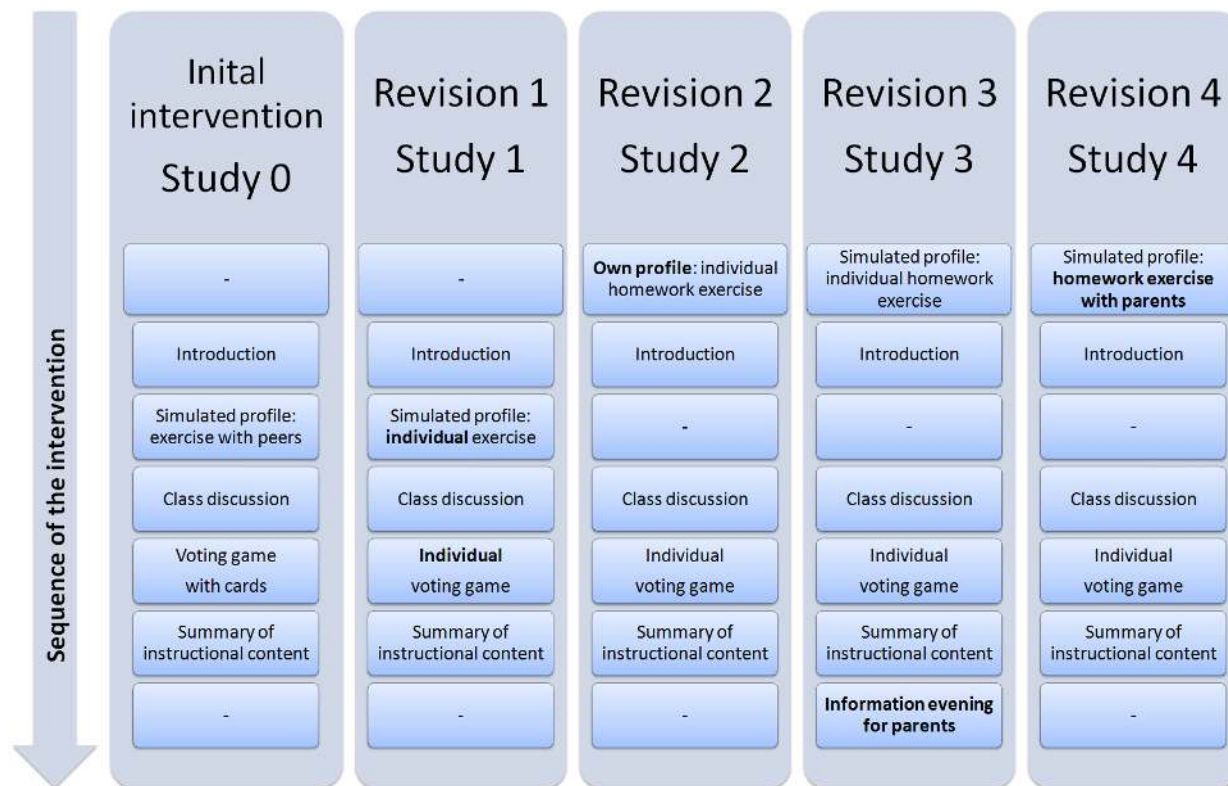 Sequence of the intervention
Inital
intervention
Study 0
-
Introduction
Simulated profile:
exercise with peers
Class discussion
Voting game
with cards
Summary of
instructional content
-
Revision 1
Study 1
-
Introduction
Simulated profile:
individual exercise
Class discussion
Individual
voting game
Summary of
instructional content
-
Revision 2
Study 2
Own profile: individual
homework exercise
Introduction
-
Class discussion
Individual
voting game
Summary of
instructional content
-
Revision 3
Study 3
Simulated profile:
individual homework
exercise
Introduction
-
Class discussion
Individual
voting game
Summary of
instructional content
Information evening
for parents
Revision 4
Study 4
Simulated profile:
homework exercise
with parents
Introduction
-
Class discussion
Individual
voting game
Summary of
instructional content
-